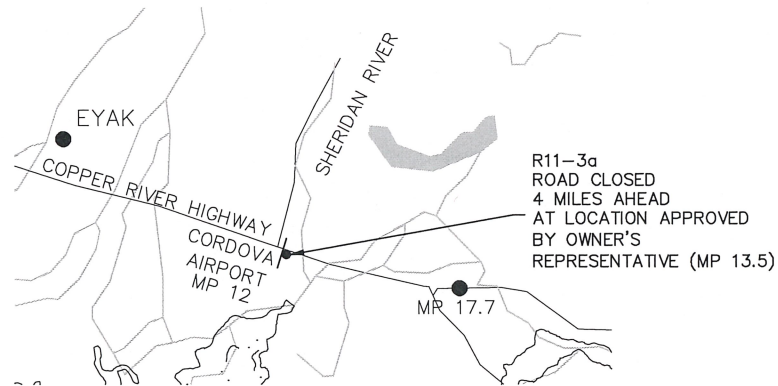 EYAK
SHERIDAN RIVER
COPPER RIVER HIGHWAY
CORDOVA
AIRPORT
MP 12
R11-3a
ROAD CLOSED
4 MILES AHEAD
AT LOCATION APPROVED
BY OWNER'S
REPRESENTATIVE (MP 13.5)
MP 17.7